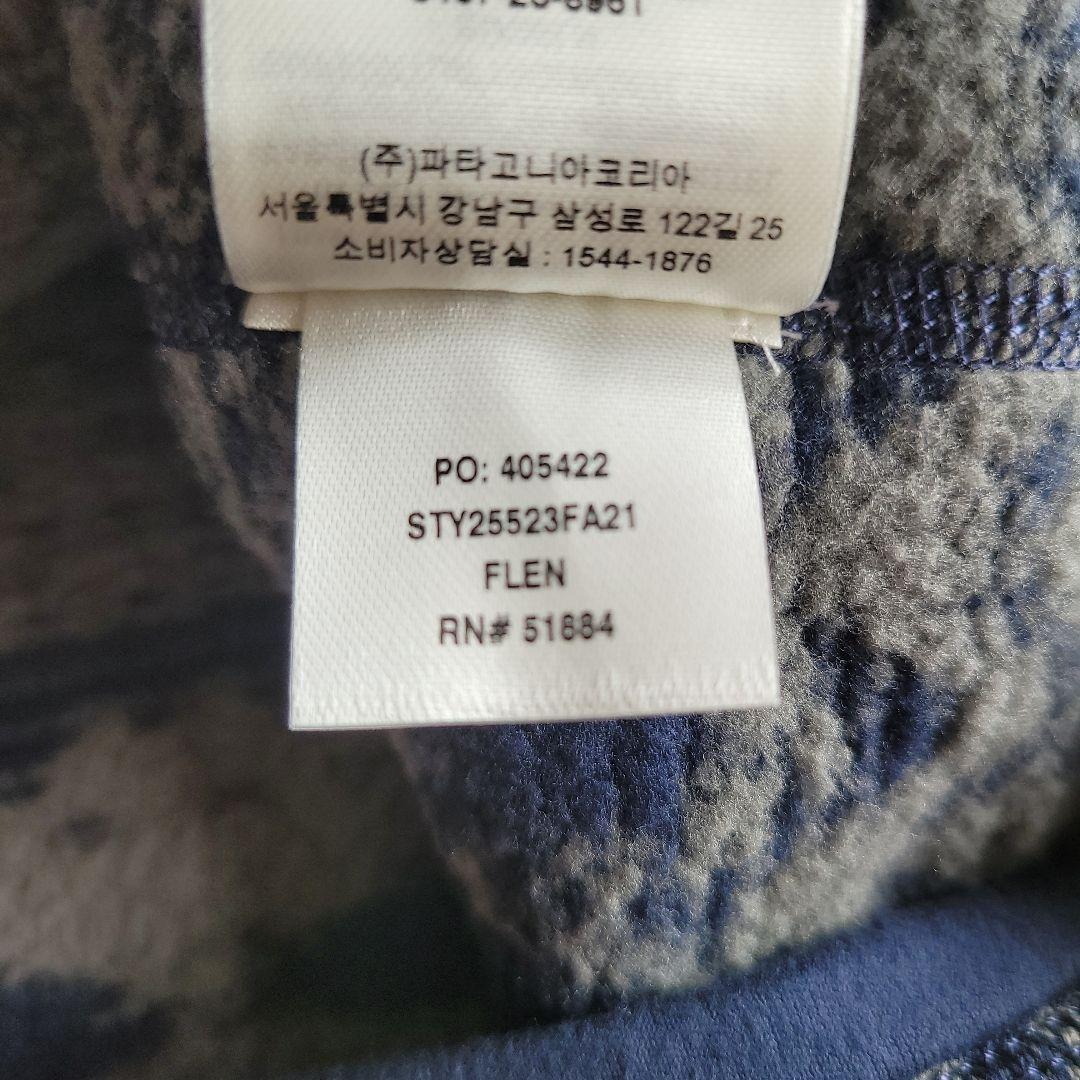 (주)파타고니아코리아
서울특별시 강남구 삼성로 122길 25
소비자상담실 : 1544-1876
PO: 405422
STY25523FA21
FLEN
RN# 51884